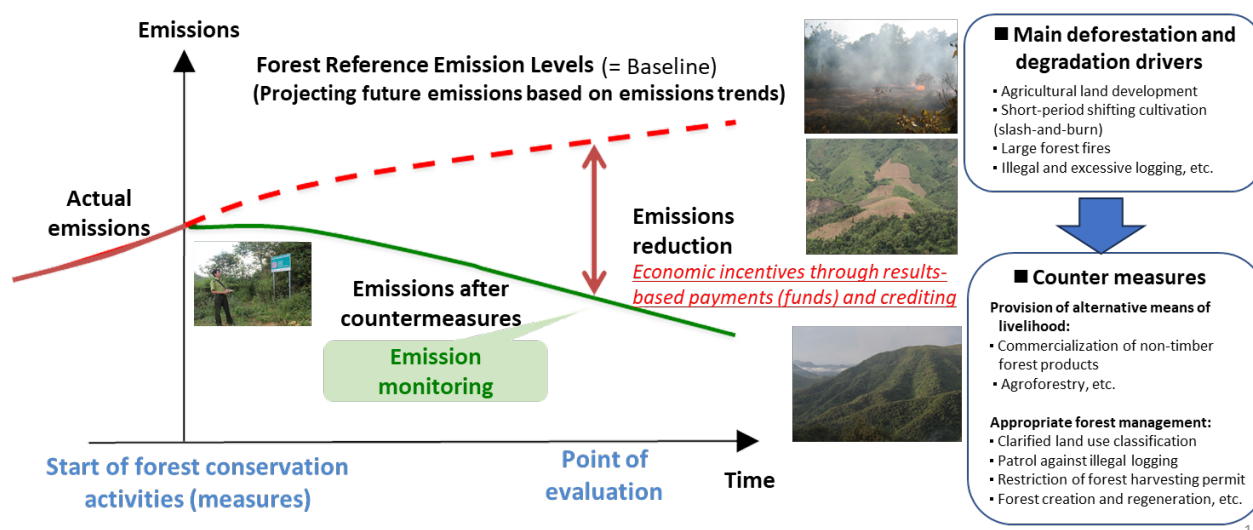 Emissions
Forest Reference Emission Levels (= Baseline)
(Projecting future emissions based on emissions trends)
Actual
emissions
Emissions
reduction
Economic incentives through results-
based payments (funds) and crediting
Emissions after
countermeasures
Emission
monitoring
Start of forest conservation
activities (measures)
Point of
evaluation
Time
■ Main deforestation and
degradation drivers
▪ Agricultural land development
▪ Short-period shifting cultivation
(slash-and-burn)
▪ Large forest fires
▪ Illegal and excessive logging, etc.
■ Counter measures
Provision of alternative means of
livelihood:
▪ Commercialization of non-timber
forest products
▪ Agroforestry, etc.
Appropriate forest management:
▪ Clarified land use classification
▪ Patrol against illegal logging
▪ Restriction of forest harvesting permit
▪ Forest creation and regeneration, etc.